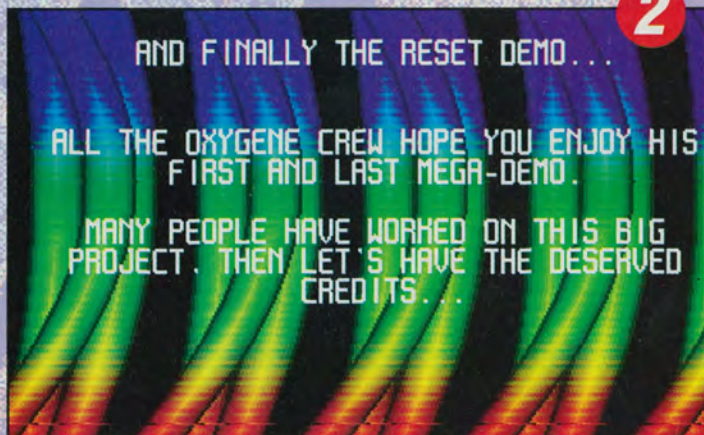 2
AND FINALLY THE RESET DEMO...
ALL THE OXYGENE CREW HOPE YOU ENJOY HIS
FIRST AND LAST MEGA-DEMO.
MANY PEOPLE HAVE WORKED ON THIS BIG
PROJECT. THEN LET'S HAVE THE DESERVED
CREDITS...